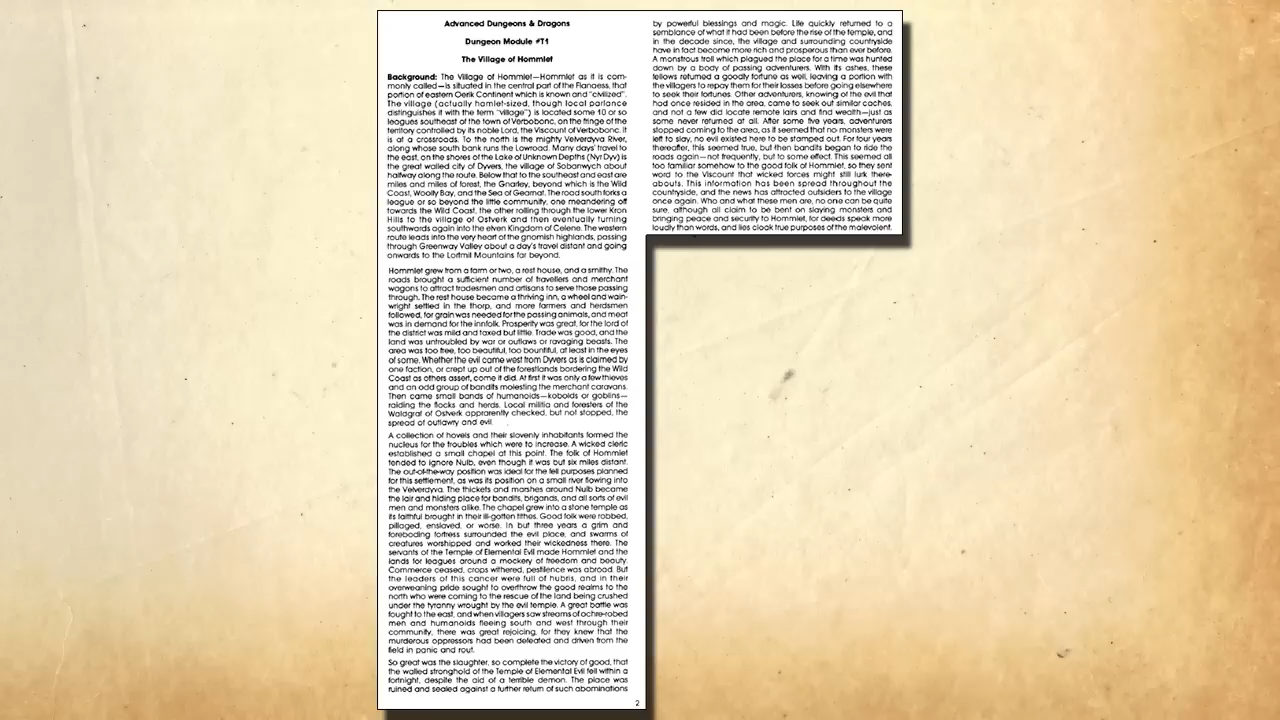 Advanced Dungeons & Dragons
Dungeon Module #T1
The Village of Hommlet
Background: The Village of Hommlet—Hommlet as it is com-
monly called—is situated in the central part of the Flanaess, that
portion of eastern Oerik Continent which is known and "civilized".
The village (actually hamlet-sized, though local parlance
distinguishes it with the term "village") is located some 10 or so
leagues southeast of the town of Verbobonc, on the fringe of the
territory controlled by its noble Lord, the Viscount of Verbobonc. It
is at a crossroads. To the north is the mighty Velverdyva River,
along whose south bank runs the Lowroad. Many days' travel to
the east, on the shores of the Lake of Unknown Depths (Nyr Dyv) is
the great walled city of Dyvers, the village of Sobanwych about
halfway along the route. Below that to the southeast and east are
miles and miles of forest, the Gnarley, beyond which is the Wild
Coast, Woolly Bay, and the Sea of Gearnat. The road south forks a
league or so beyond the little community, one meandering off
towards the Wild Coast, the other rolling through the lower Kron
Hills to the village of Ostverk and then eventually turning
southwards again into the elven Kingdom of Celene. The western
route leads into the very heart of the gnomish highlands, passing
through Greenway Valley about a day's travel distant and going
onwards to the Lortmil Mountains far beyond.
Hommlet grew from a farm or two, a rest house, and a smithy. The
roads brought a sufficient number of travellers and merchant
wagons to attract tradesmen and artisans to serve those passing
through. The rest house became a thriving inn, a wheel and wain-
wright settled in the thorp, and more farmers and herdsmen
followed, for grain was needed for the passing animals, and meat
was in demand for the innfolk. Prosperity was great, for the lord of
the district was mild and taxed but little. Trade was good, and the
land was untroubled by war or outlaws or ravaging beasts. The
area was too free, too beautiful, too bountiful, at least in the eyes
of some. Whether the evil came west from Dyvers as is claimed by
one faction, or crept up out of the forestlands bordering the Wild
Coast as others assert, come it did. At first it was only a few thieves
and an odd group of bandits molesting the merchant caravans.
Then came small bands of humanoids—kobolds or goblins—
raiding the flocks and herds. Local militia and foresters of the
Waldgraf of Ostverk apprarently checked, but not stopped, the
spread of outlawry and evil.
A collection of hovels and their slovenly inhabitants formed the
nucleus for the troubles which were to increase. A wicked cleric
established a small chapel at this point. The folk of Hommlet
tended to ignore Nulb, even though it was but six miles distant.
The out-of-the-way position was ideal for the fell purposes planned
for this settlement, as was its position on a small river flowing into
the Velverdyva. The thickets and marshes around Nulb became
the lair and hiding place for bandits, brigands, and all sorts of evil
men and monsters alike. The chapel grew into a stone temple as
its faithful brought in their ill-gotten tithes. Good folk were robbed,
pillaged, enslaved, or worse. In but three years a grim and
foreboding fortress surrounded the evil place, and swarms of
creatures worshipped and worked their wickedness there. The
servants of the Temple of Elemental Evil made Hommlet and the
lands for leagues around a mockery of freedom and beauty.
Commerce ceased, crops withered, pestilence was abroad. But
the leaders of this cancer were full of hubris, and in their
overweaning pride sought to overthrow the good realms to the
north who were coming to the rescue of the land being crushed
under the tyranny wrought by the evil temple. A great battle was
fought to the east, and when villagers saw streams of ochre-robed
men and humanoids fleeing south and west through their
community, there was great rejoicing, for they knew that the
murderous oppressors had been defeated and driven from the
field in panic and rout.
So great was the slaughter, so complete the victory of good, that
the walled stronghold of the Temple of Elemental Evil fell within a
fortnight, despite the aid of a terrible demon. The place was
ruined and sealed against a further return of such abominations
2
by powerful blessings and magic. Life quickly returned to a
semblance of what it had been before the rise of the temple, and
in the decade since, the village and surrounding countryside
have in fact become more rich and prosperous than ever before.
A monstrous troll which plagued the place for a time was hunted
down by a body of passing adventurers. With its ashes, these
fellows returned a goodly fortune as well, leaving a portion with
the villagers to repay them for their losses before going elsewhere
to seek their fortunes. Other adventurers, knowing of the evil that
had once resided in the area, came to seek out similar caches,
and not a few did locate remote lairs and find wealth—just as
some never returned at all. After some five years, adventurers
stopped coming to the area, as it seemed that no monsters were
left to slay, no evil existed here to be stamped out. For four years
thereafter, this seemed true, but then bandits began to ride the
roads again—not frequently, but to some effect. This seemed all
too familiar somehow to the good folk of Hommlet, so they sent
word to the Viscount that wicked forces might still lurk there-
abouts. This information has been spread throughout the
countryside, and the news has attracted outsiders to the village
once again. Who and what these men are, no one can be quite
sure, although all claim to be bent on slaying monsters and
bringing peace and security to Hommlet, for deeds speak more
loudly than words, and lies cloak true purposes of the malevolent.